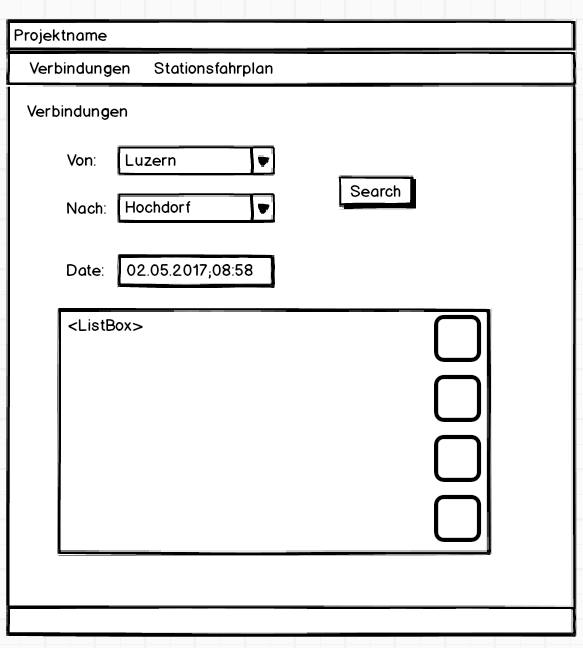 Projektname
Verbindungen Stationsfahrplan
Verbindungen
Von: Luzern
Search
Nach: Hochdorf
Date: 02.05.2017;08:58
<ListBox>